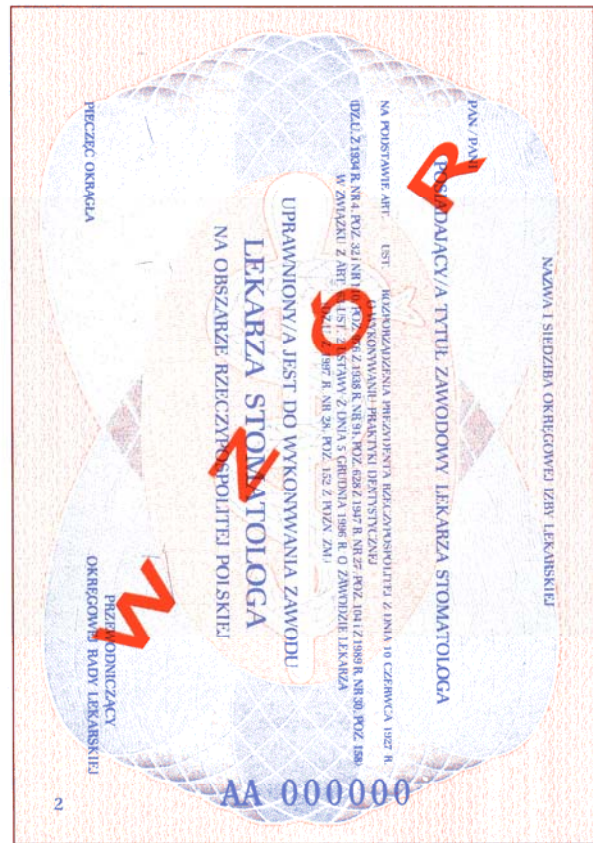 NAZWA I SIEDZIBA OKRĘGOWEJ IZBY LEKARSKIEJ
PAN / PANI
POSIADAJĄCY/A TYTUŁ ZAWODOWY LEKARZA STOMATOLOGA
NA PODSTAWIE ART. UST. ROZPORZĄDZENIA PREZYDENTA RZECZYPOSPOLITEJ Z DNIA 10 CZERWCA 1927 R.
O WYKONYWANIU PRAKTYKI DENTYSTYCZNEJ
(DZ.U. Z 1934 R. NR 4, POZ. 32 i NR 110, POZ. Z 1938 R. NR 91, POZ. 628 Z 1947 R. NR 27, POZ. 104 i Z 1989 R. NR 30, POZ. 158)
W ZWIĄZKU Z ART. UST. 2 USTAWY Z DNIA 5 GRUDNIA 1996 R. O ZAWODZIE LEKARZA
(DZ.U. Z 1997 R. NR 28, POZ. 152 Z PÓŹN. ZM.)
UPRAWNIONY/A JEST DO WYKONYWANIA ZAWODU
LEKARZA STOMATOLOGA
NA OBSZARZE RZECZYPOSPOLITEJ POLSKIEJ
PIECZĘĆ OKRĄGŁA
PRZEWODNICZĄCY
OKRĘGOWEJ RADY LEKARSKIEJ
WZÓR
AA 000000
2